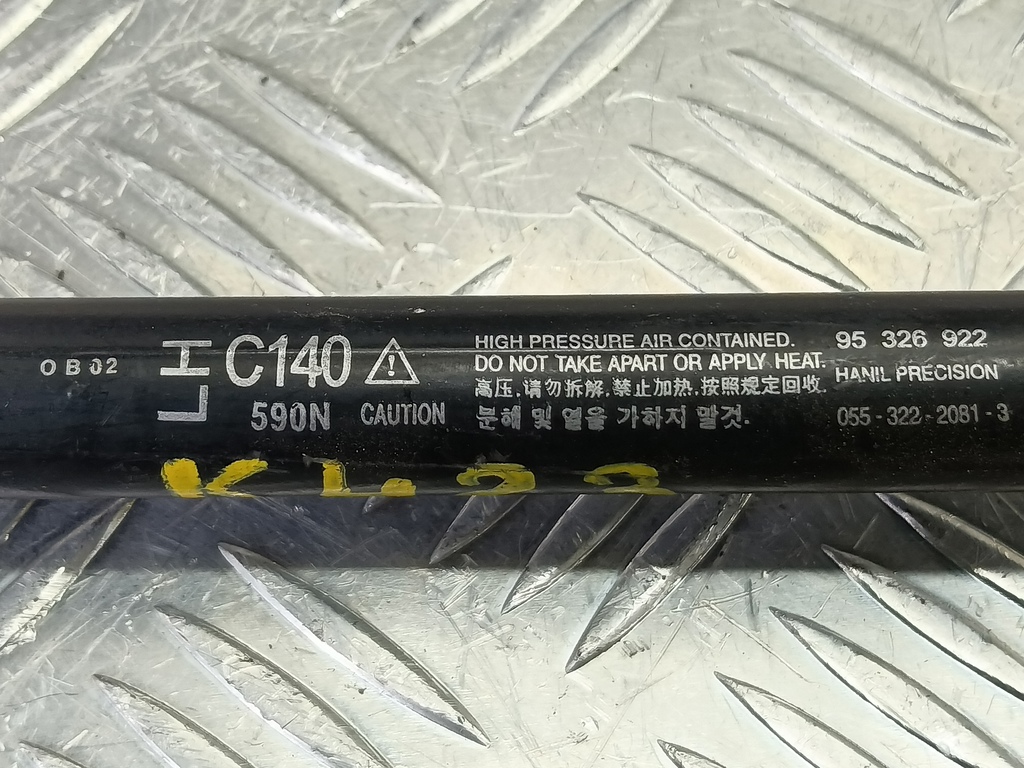 OB02
LH
C140
590N
CAUTION
HIGH PRESSURE AIR CONTAINED.
DO NOT TAKE APART OR APPLY HEAT.
高压,请勿拆解,禁止加热,按照规定回收.
분해 및 열을 가하지 말것.
95 326 922
HANIL PRECISION
055-322-2081-3